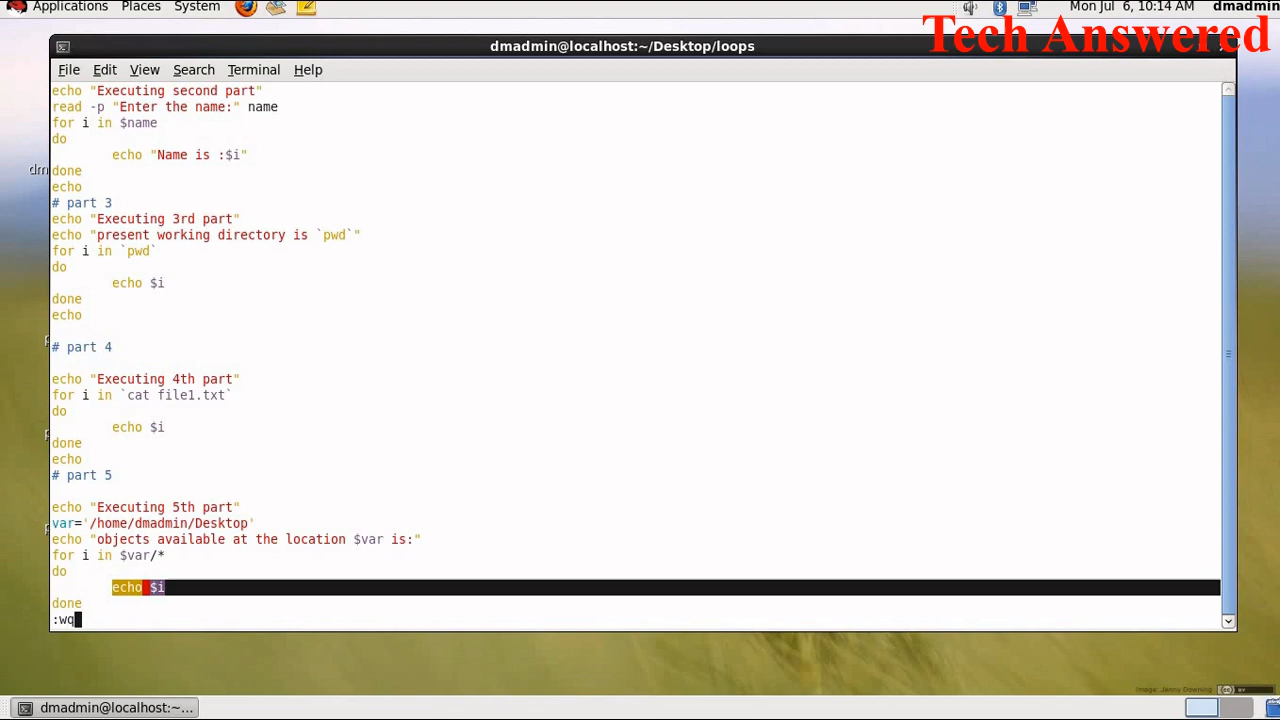 Applications Places System
Mon Jul 6, 10:14 AM dmadmin
Tech Answered
dmadmin@localhost:~/Desktop/loops
File Edit View Search Terminal Help
echo "Executing second part"
read -p "Enter the name:" name
for i in $name
do
echo "Name is :$i"
done
echo
# part 3
echo "Executing 3rd part"
echo "present working directory is `pwd`"
for i in `pwd`
do
echo $i
done
echo
# part 4
echo "Executing 4th part"
for i in `cat file1.txt`
do
echo $i
done
echo
# part 5
echo "Executing 5th part"
var='/home/dmadmin/Desktop'
echo "objects available at the location $var is:"
for i in $var/*
do
echo $i
done
:wq
dm
Image: Jenny Downing
dmadmin@localhost:~...